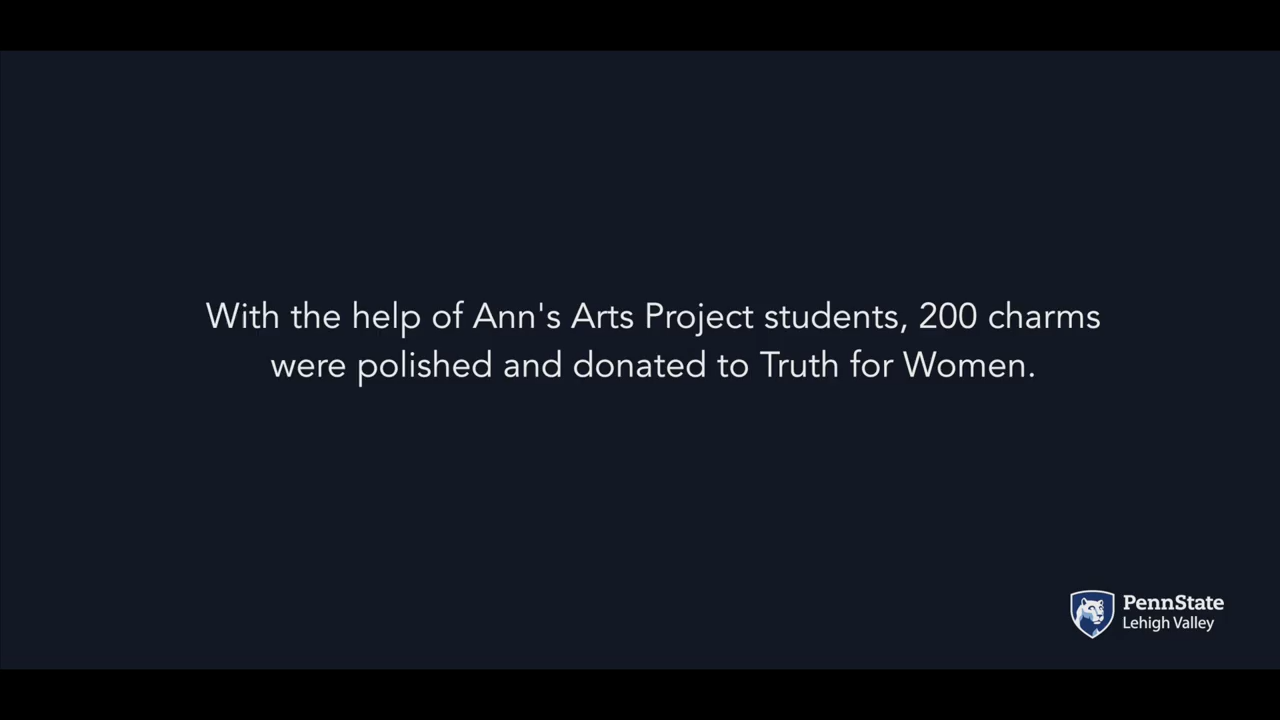 With the help of Ann's Arts Project students, 200 charms
were polished and donated to Truth for Women.
PennState
Lehigh Valley